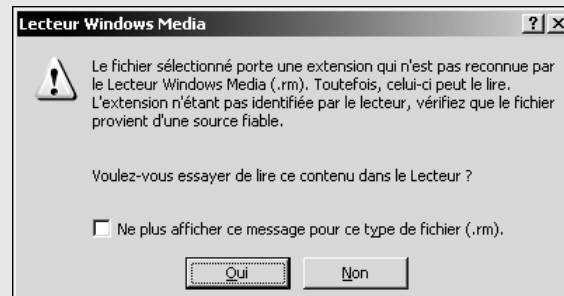 Lecteur Windows Media
Le fichier sélectionné porte une extension qui n'est pas reconnue par
le Lecteur Windows Media (.rm). Toutefois, celui-ci peut le lire.
L'extension n'étant pas identifiée par le lecteur, vérifiez que le fichier
provient d'une source fiable.
Voulez-vous essayer de lire ce contenu dans le Lecteur ?
Ne plus afficher ce message pour ce type de fichier (.rm).
Oui
Non